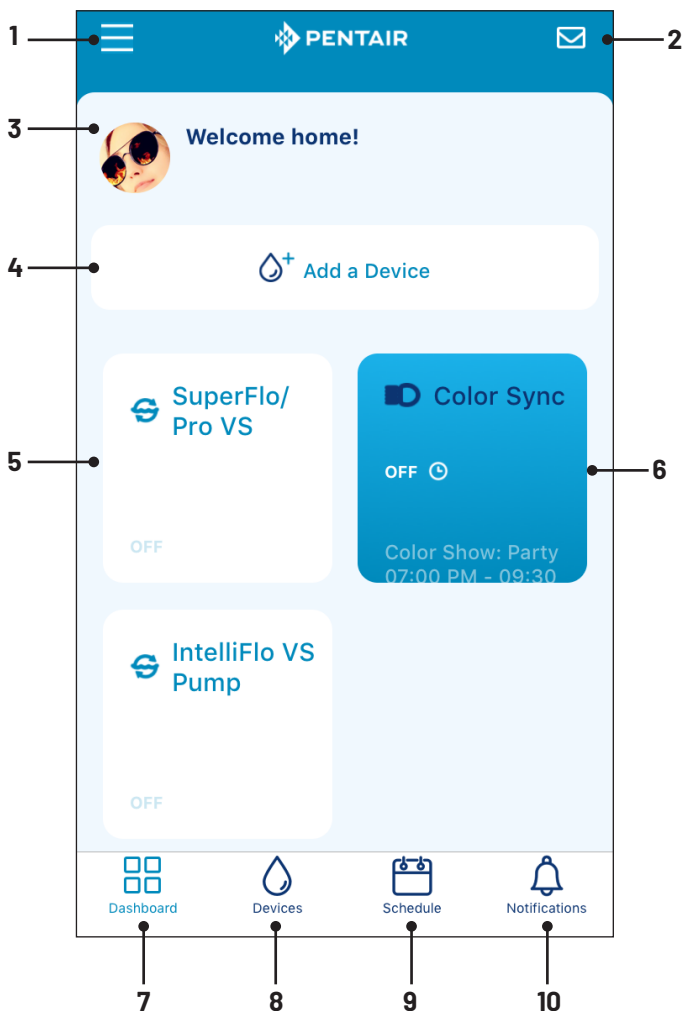 1
PENTAIR
2
3
Welcome home!
4
Add a Device
SuperFlo/
Pro VS
Color Sync
5
OFF
6
OFF
Color Show: Party
07:00 PM - 09:30
IntelliFlo VS
Pump
OFF
Dashboard
Devices
Schedule
Notifications
7
8
9
10